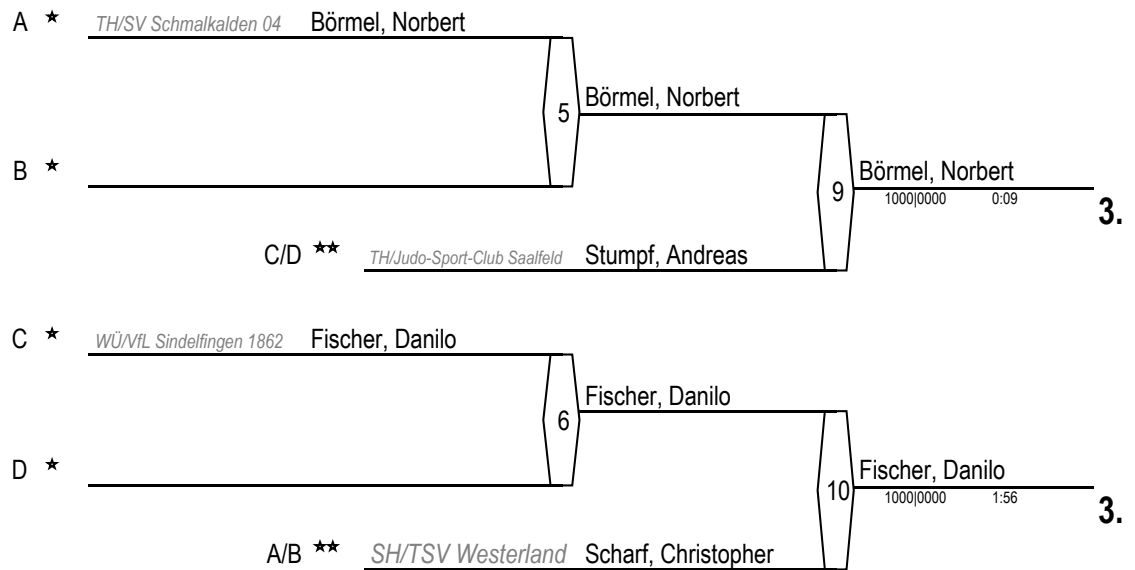 A ★ TH/SV Schmalkalden 04 Börmel, Norbert
5 Börmel, Norbert
B ★
9 Börmel, Norbert
1000|0000 0:09
3.
C/D ★★ TH/Judo-Sport-Club Saalfeld Stumpf, Andreas
C ★ WÜ/VfL Sindelfingen 1862 Fischer, Danilo
6 Fischer, Danilo
D ★
10 Fischer, Danilo
1000|0000 1:56
3.
A/B ★★ SH/TSV Westerland Scharf, Christopher